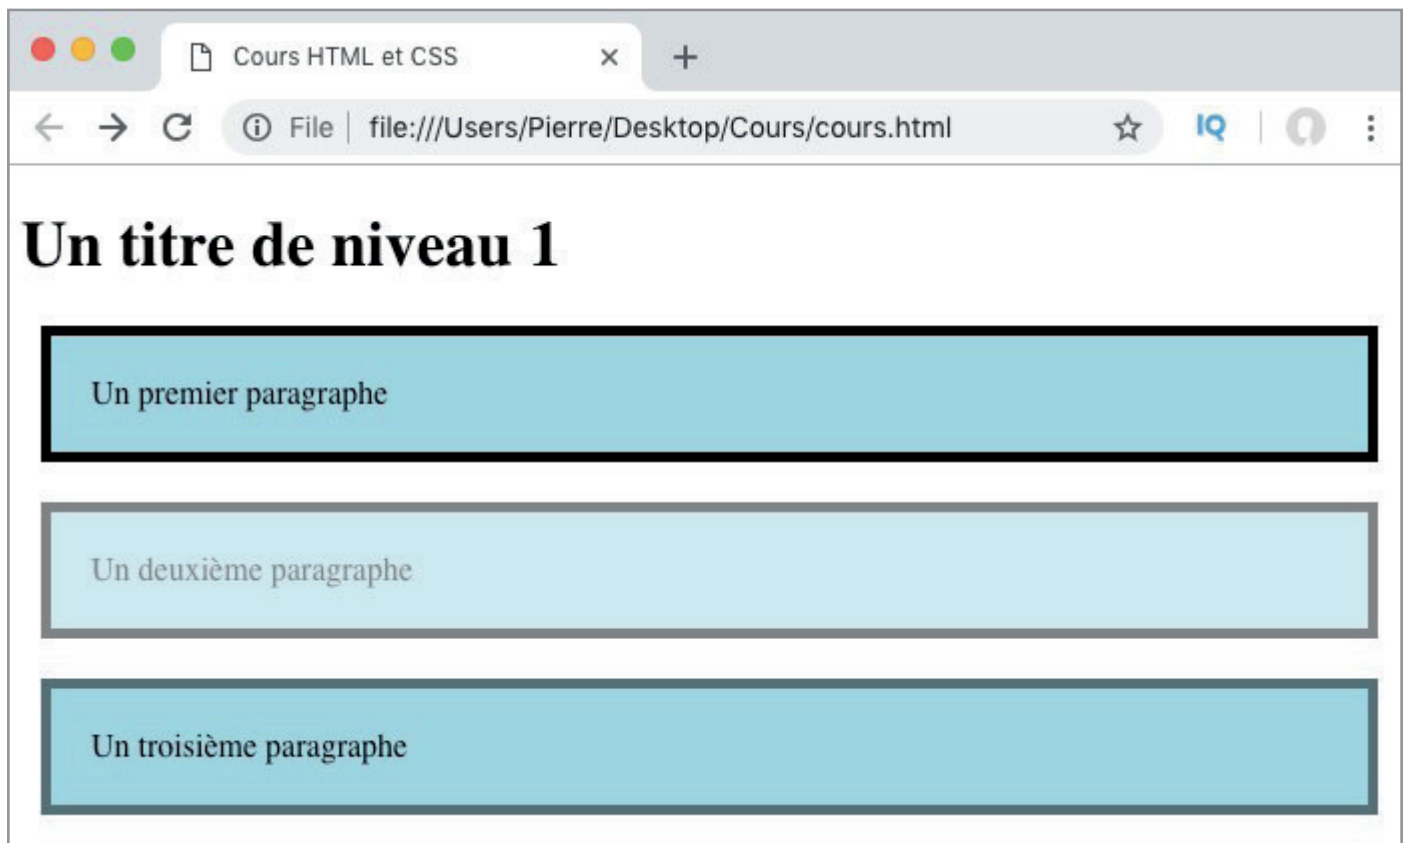 Cours HTML et CSS
File file:///Users/Pierre/Desktop/Cours/cours.html IQ
Un titre de niveau 1
Un premier paragraphe
Un deuxième paragraphe
Un troisième paragraphe